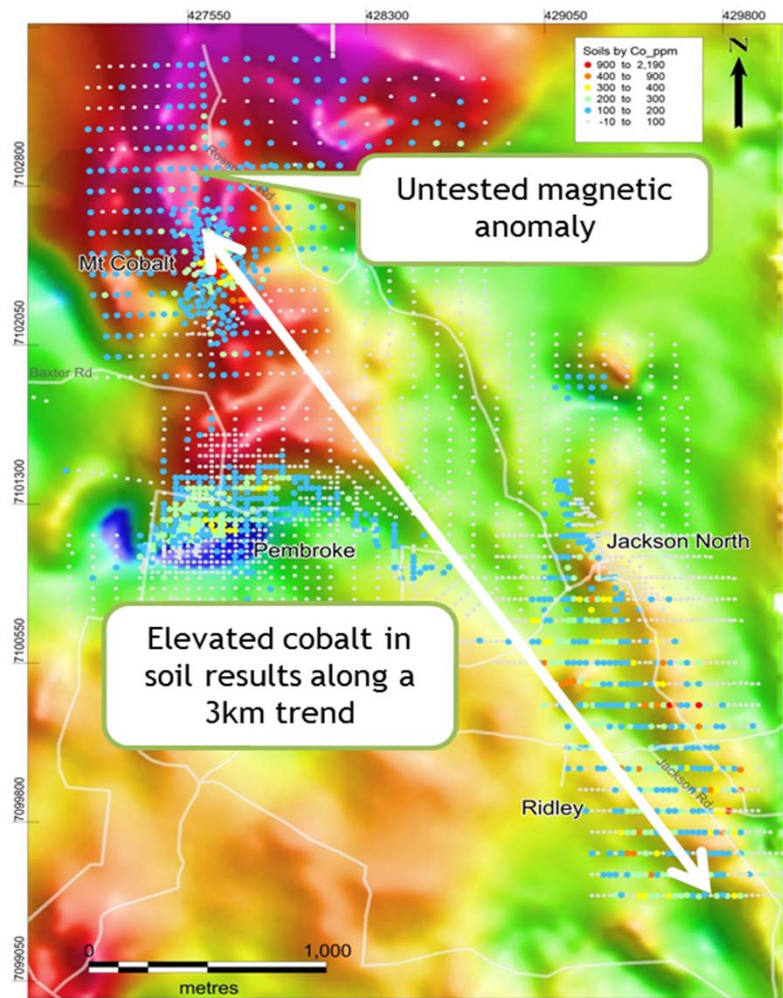 427550
428300
429050
429800
Soils by Co_ppm
900 to 2,190
400 to 900
300 to 400
200 to 300
100 to 200
-10 to 100
N
7102800
7102050
7101300
7100550
7099800
7099050
Rd
Untested magnetic
anomaly
Mt Cobalt
Baxter Rd
Pembroke
Jackson North
Elevated cobalt in
soil results along a
3km trend
Ridley
Jackson Rd
0
1,000
metres